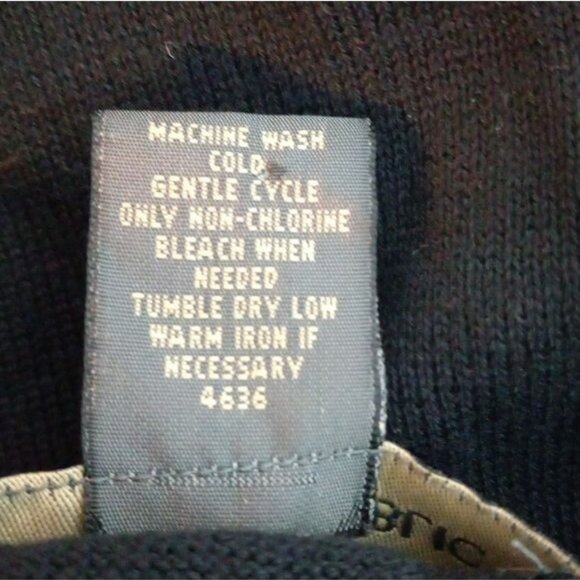 MACHINE WASH
COLD
GENTLE CYCLE
ONLY NON-CHLORINE
BLEACH WHEN
NEEDED
TUMBLE DRY LOW
WARM IRON IF
NECESSARY
4636
BLIC